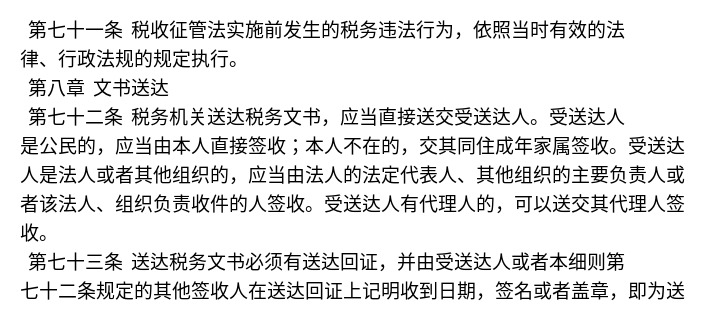 第七十一条 税收征管法实施前发生的税务违法行为，依照当时有效的法
律、行政法规的规定执行。
第八章 文书送达
第七十二条 税务机关送达税务文书，应当直接送交受送达人。受送达人
是公民的，应当由本人直接签收；本人不在的，交其同住成年家属签收。受送达
人是法人或者其他组织的，应当由法人的法定代表人、其他组织的主要负责人或
者该法人、组织负责收件的人签收。受送达人有代理人的，可以送交其代理人签
收。
第七十三条 送达税务文书必须有送达回证，并由受送达人或者本细则第
七十二条规定的其他签收人在送达回证上记明收到日期，签名或者盖章，即为送